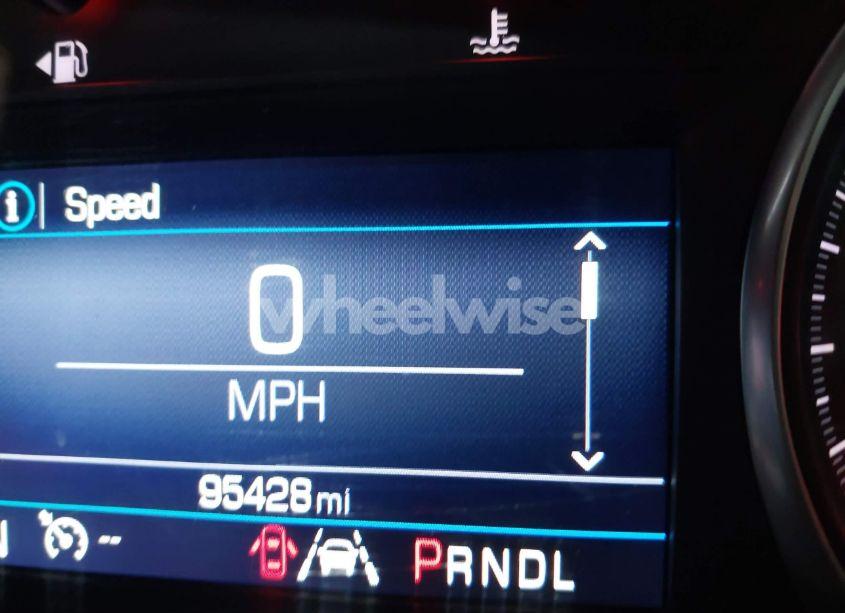 i Speed
0
wheelwise
MPH
95428 mi
--
PRNDL